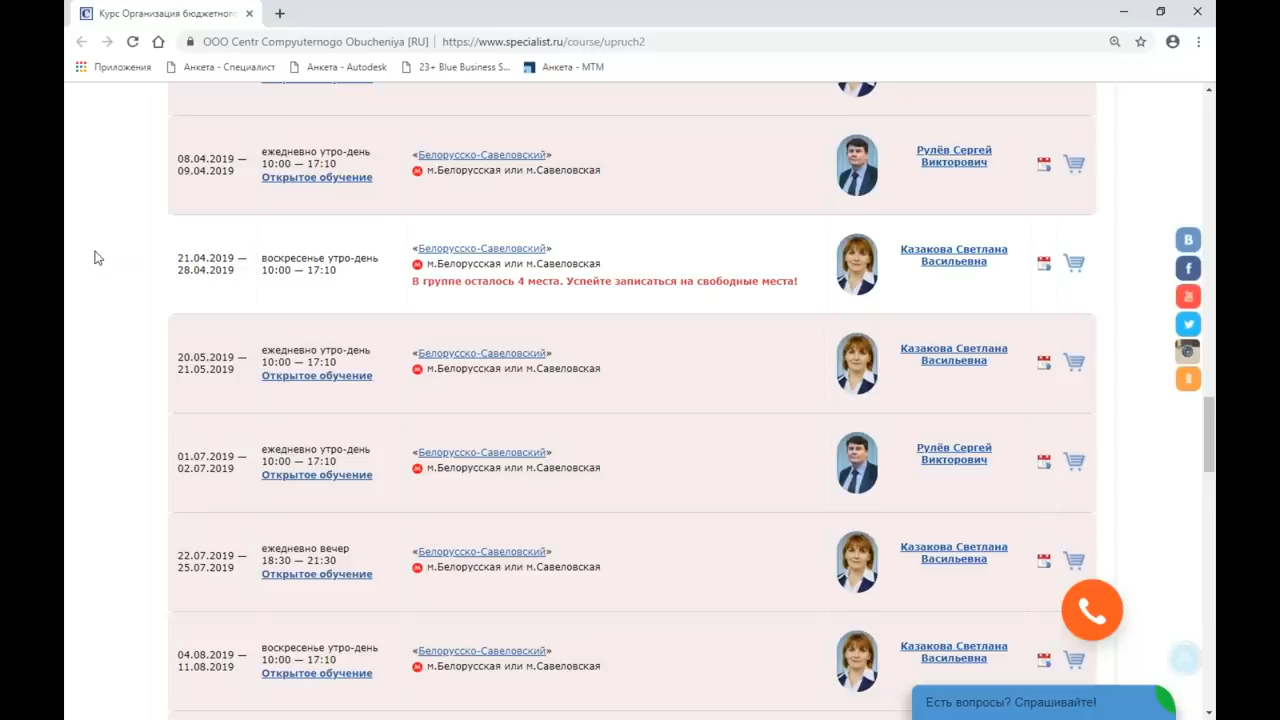 Курс Организация бюджетного
ООО Centr Compyuternogo Obucheniya [RU] | https://www.specialist.ru/course/upruch2
Приложения Анкета - Специалист Анкета - Autodesk 23+ Blue Business S... Анкета - МТМ
08.04.2019 —
09.04.2019
ежедневно утро-день
10:00 — 17:10
Открытое обучение
«Белорусско-Савеловский»
м.Белорусская или м.Савеловская
Рулёв Сергей
Викторович
21.04.2019 —
28.04.2019
воскресенье утро-день
10:00 — 17:10
«Белорусско-Савеловский»
м.Белорусская или м.Савеловская
В группе осталось 4 места. Успейте записаться на свободные места!
Казакова Светлана
Васильевна
20.05.2019 —
21.05.2019
ежедневно утро-день
10:00 — 17:10
Открытое обучение
«Белорусско-Савеловский»
м.Белорусская или м.Савеловская
Казакова Светлана
Васильевна
01.07.2019 —
02.07.2019
ежедневно утро-день
10:00 — 17:10
Открытое обучение
«Белорусско-Савеловский»
м.Белорусская или м.Савеловская
Рулёв Сергей
Викторович
22.07.2019 —
25.07.2019
ежедневно вечер
18:30 — 21:30
Открытое обучение
«Белорусско-Савеловский»
м.Белорусская или м.Савеловская
Казакова Светлана
Васильевна
04.08.2019 —
11.08.2019
воскресенье утро-день
10:00 — 17:10
Открытое обучение
«Белорусско-Савеловский»
м.Белорусская или м.Савеловская
Казакова Светлана
Васильевна
Есть вопросы? Спрашивайте!